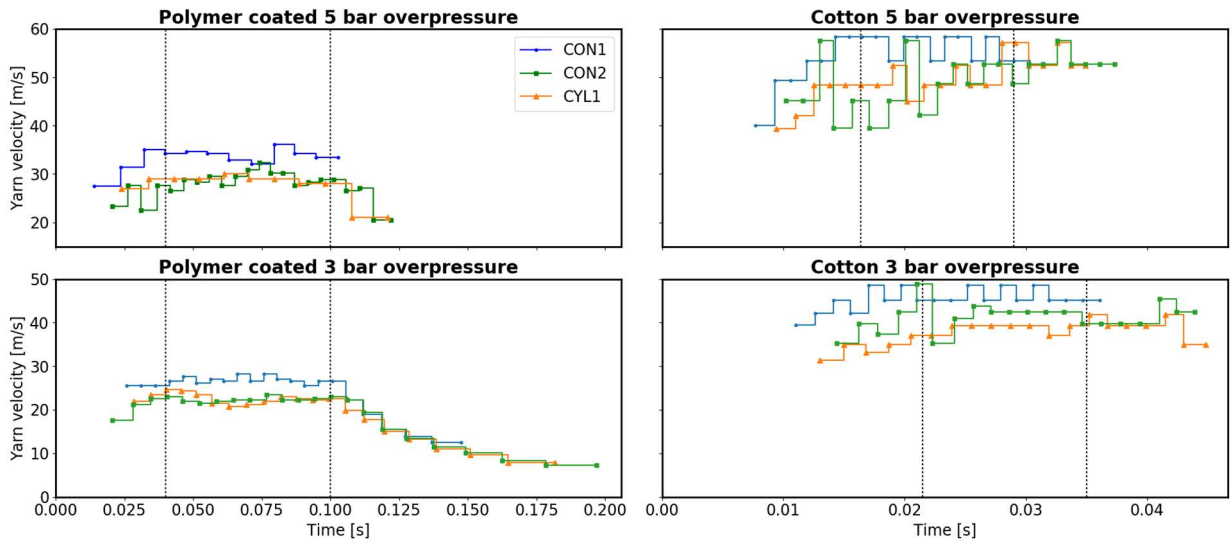 Polymer coated 5 bar overpressure
Cotton 5 bar overpressure
60
50
40
30
20
Yarn velocity [m/s]
CON1
CON2
CYL1
Polymer coated 3 bar overpressure
Cotton 3 bar overpressure
50
40
30
20
10
0
Yarn velocity [m/s]
0.000 0.025 0.050 0.075 0.100 0.125 0.150 0.175 0.200
0.00 0.01 0.02 0.03 0.04
Time [s]
Time [s]